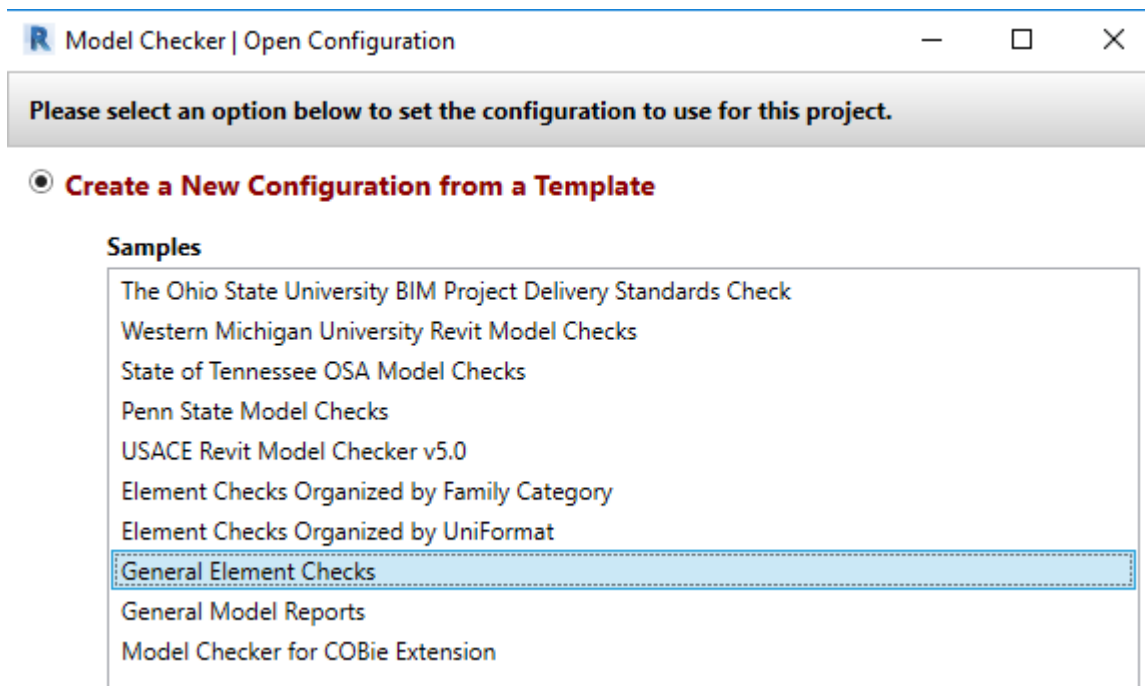 Model Checker | Open Configuration
Please select an option below to set the configuration to use for this project.
Create a New Configuration from a Template
Samples
The Ohio State University BIM Project Delivery Standards Check
Western Michigan University Revit Model Checks
State of Tennessee OSA Model Checks
Penn State Model Checks
USACE Revit Model Checker v5.0
Element Checks Organized by Family Category
Element Checks Organized by UniFormat
General Element Checks
General Model Reports
Model Checker for COBie Extension